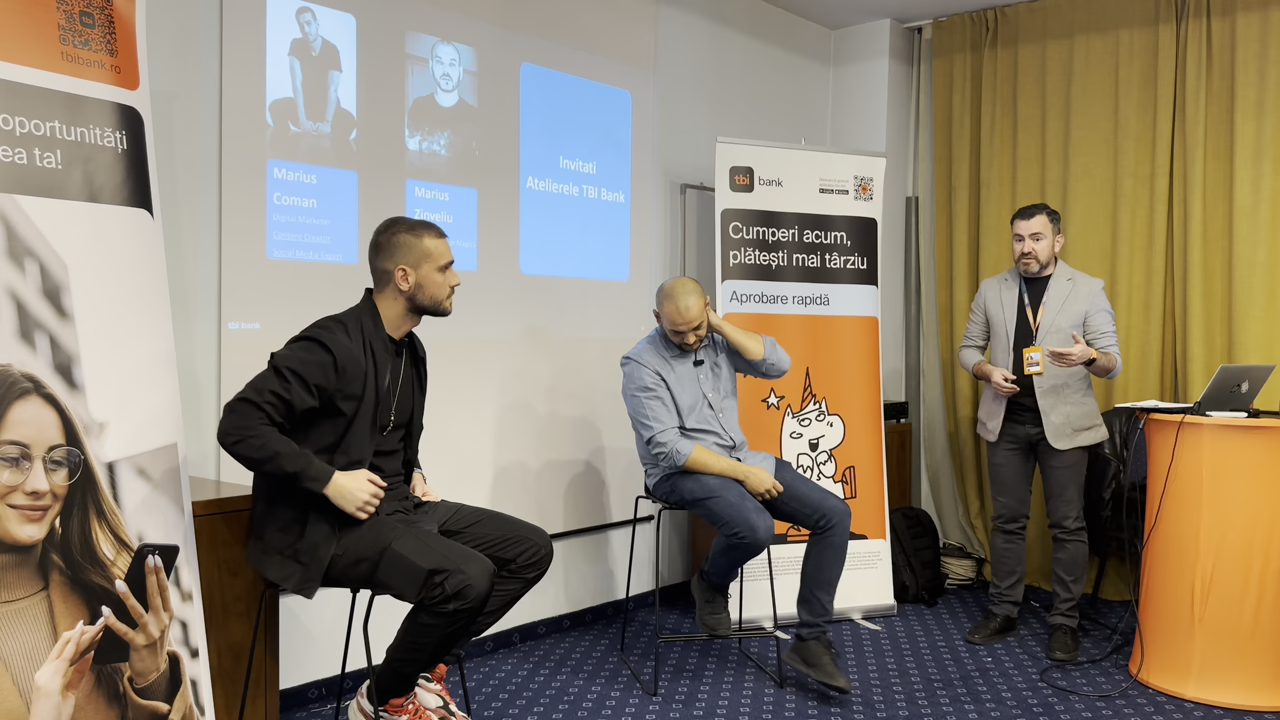 tbi
tbibank.ro
oportunități
ea ta!
Marius
Coman
Digital Marketer
Content Creator
Social Media Expert
Marius
Zinveliu
Invitati
Atelierele TBI Bank
tbi bank
tbi bank
Cumperi acum,
plătești mai târziu
Aprobare rapidă